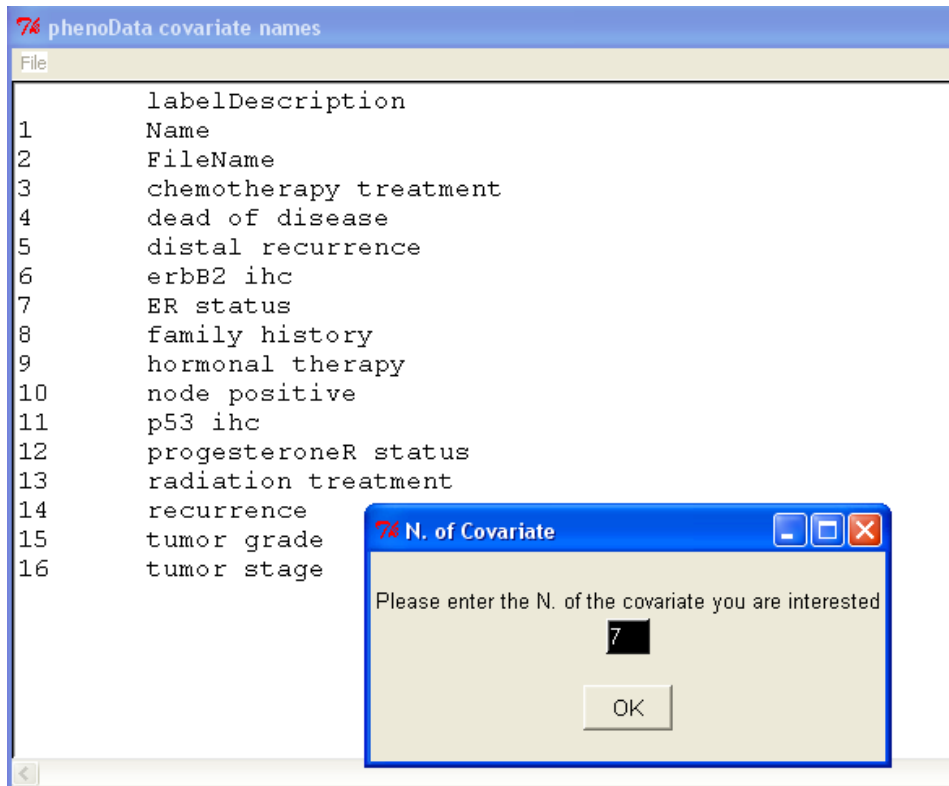 7k phenoData covariate names
File
labelDescription
1 Name
2 FileName
3 chemotherapy treatment
4 dead of disease
5 distal recurrence
6 erbB2 ihc
7 ER status
8 family history
9 hormonal therapy
10 node positive
11 p53 ihc
12 progesteroneR status
13 radiation treatment
14 recurrence
15 tumor grade
16 tumor stage
7k N. of Covariate
Please enter the N. of the covariate you are interested
7
OK